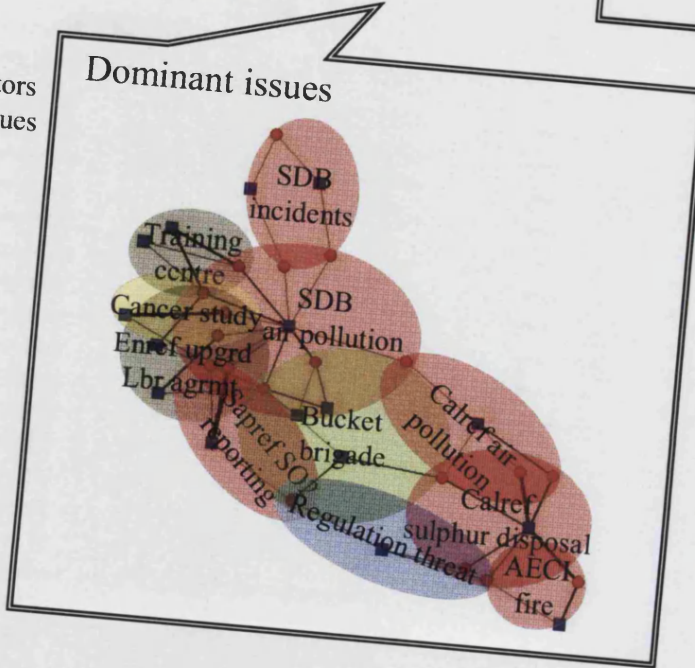 tors
ues
Dominant issues
SDB
incidents
Training
centre
SDB
air pollution
Cancer study
Enref upgrd
Lbr agrmt
Bucket
brigade
Sapref SO2
reporting
Calref air
pollution
Calref
sulphur disposal
Regulation threat
AECI
fire